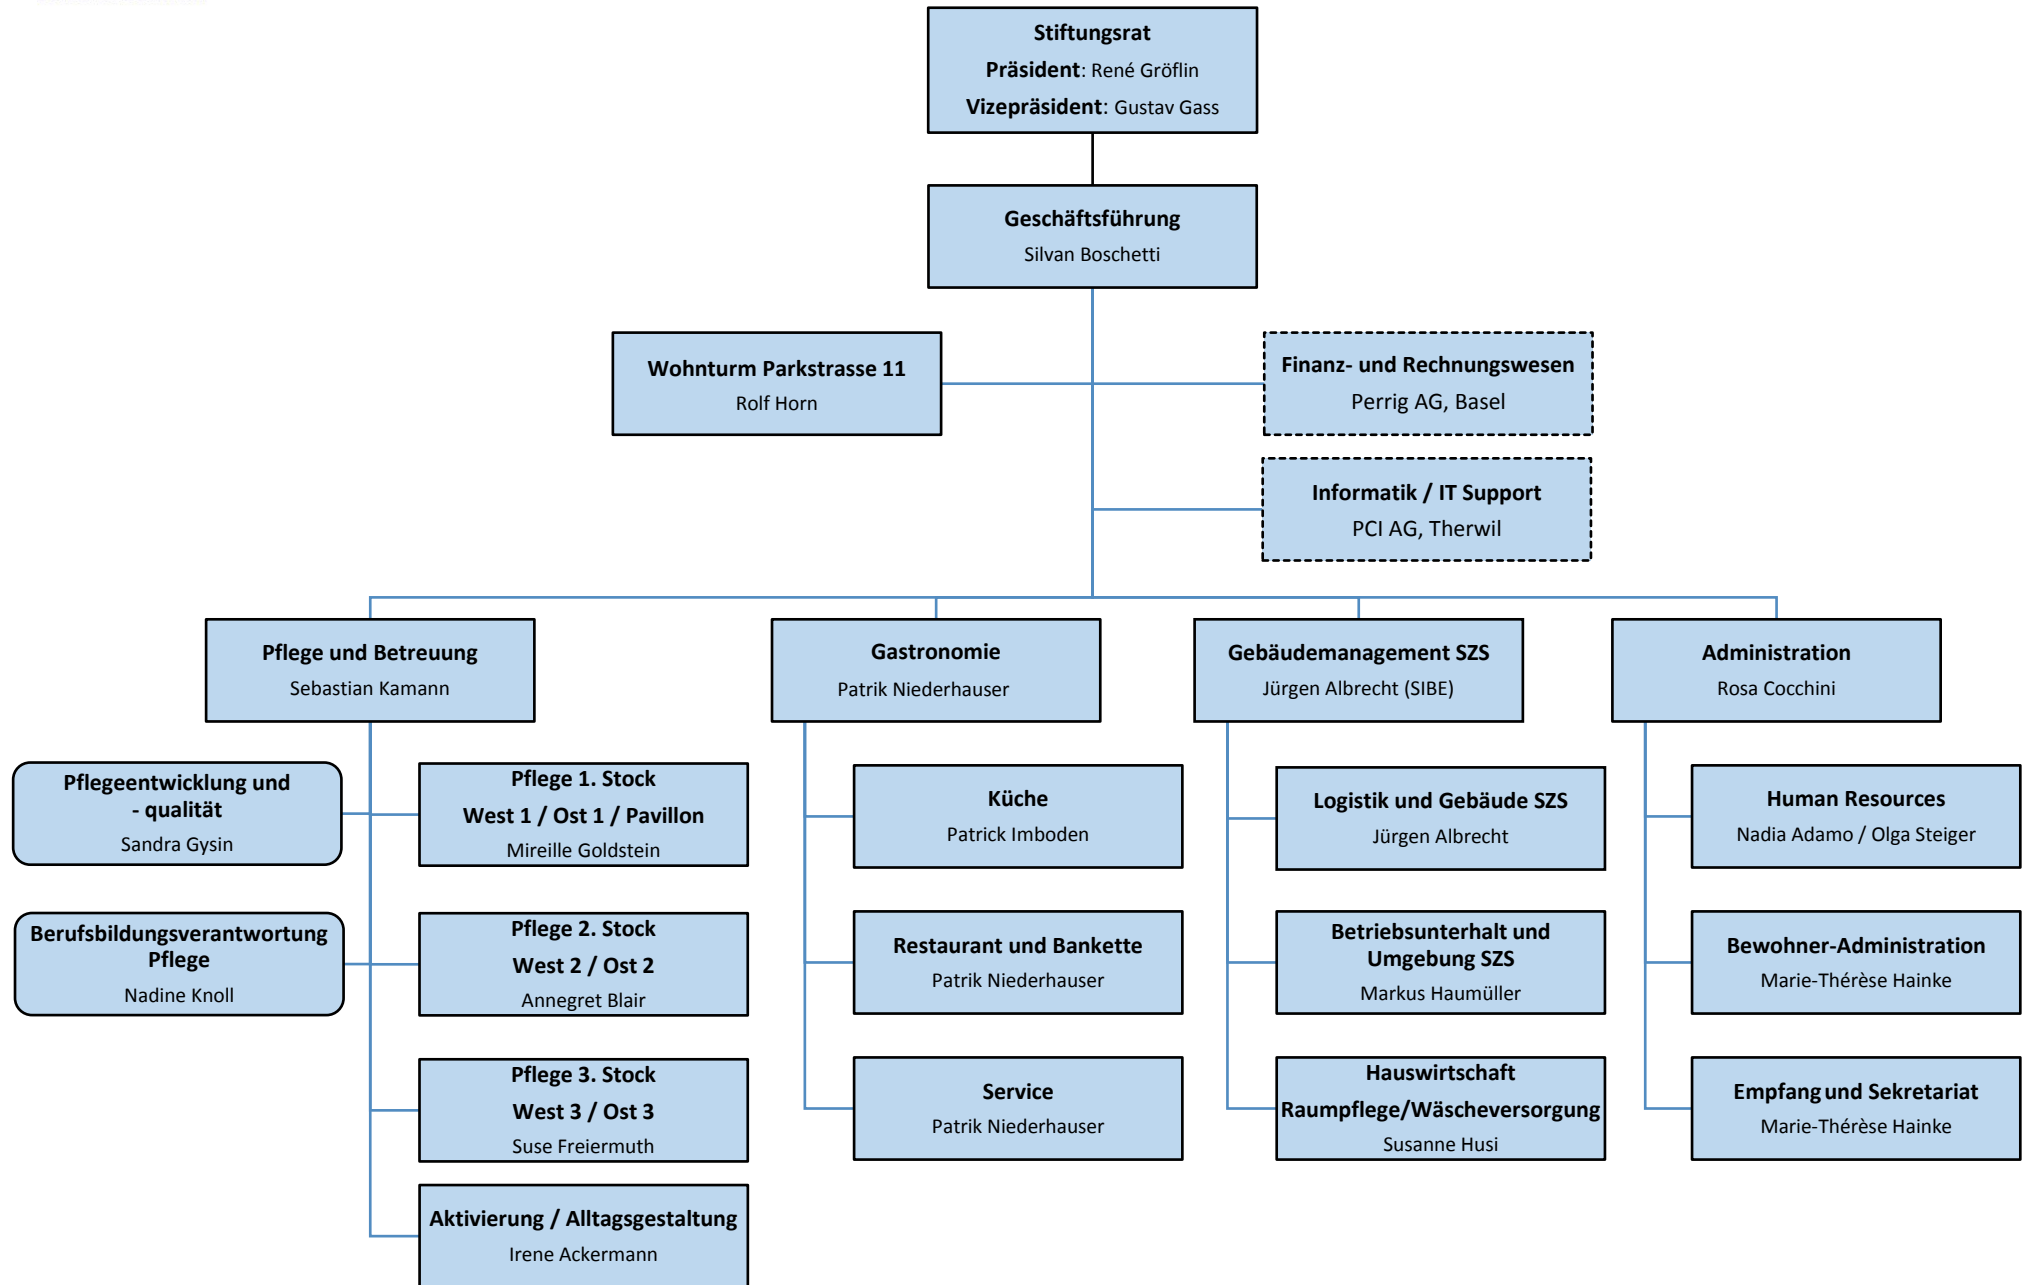 Stiftungsrat
Präsident: René Gröflin
Vizepräsident: Gustav Gass
Geschäftsführung
Silvan Boschetti
Wohnturm Parkstrasse 11
Rolf Horn
Finanz- und Rechnungswesen
Perrig AG, Basel
Informatik / IT Support
PCI AG, Therwil
Pflege und Betreuung
Sebastian Kamann
Gastronomie
Patrik Niederhauser
Gebäudemanagement SZS
Jürgen Albrecht (SIBE)
Administration
Rosa Cocchini
Pflegeentwicklung und
- qualität
Sandra Gysin
Pflege 1. Stock
West 1 / Ost 1 / Pavillon
Mireille Goldstein
Küche
Patrick Imboden
Logistik und Gebäude SZS
Jürgen Albrecht
Human Resources
Nadia Adamo / Olga Steiger
Berufsbildungsverantwortung
Pflege
Nadine Knoll
Pflege 2. Stock
West 2 / Ost 2
Annegret Blair
Restaurant und Bankette
Patrik Niederhauser
Betriebsunterhalt und
Umgebung SZS
Markus Haumüller
Bewohner-Administration
Marie-Thérèse Hainke
Pflege 3. Stock
West 3 / Ost 3
Suse Freiermuth
Service
Patrik Niederhauser
Hauswirtschaft
Raumpflege/Wäscheversorgung
Susanne Husi
Empfang und Sekretariat
Marie-Thérèse Hainke
Aktivierung / Alltagsgestaltung
Irene Ackermann